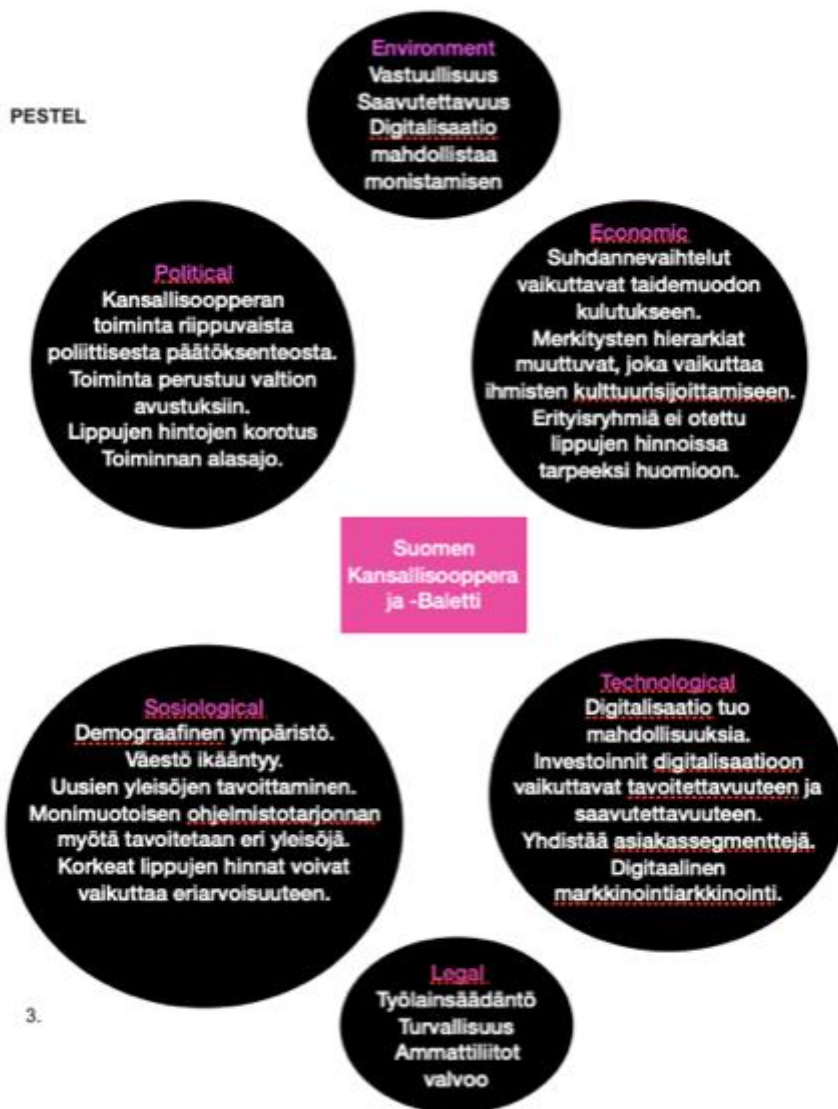 PESTEL
Environment
Vastuullisuus
Saavutettavuus
Digitalisaatio
mahdollistaa
monistamisen
Political
Kansallisoopperan
toiminta riippuvaista
poliittisesta päätöksenteosta.
Toiminta perustuu valtion
avustuksiin.
Lippujen hintojen korotus
Toiminnan alasajo.
Economic
Suhdannevaihtelut
vaikuttavat taidemuodon
kulutukseen.
Merkitysten hierarkiat
muuttuvat, joka vaikuttaa
ihmisten kulttuurisijoittamiseen.
Erityisryhmiä ei otettu
lippujen hinnoissa
tarpeeksi huomioon.
Suomen
Kansallisooppera
ja -Baletti
Sosiological
Demograafinen ympäristö.
Väestö ikääntyy.
Uusien yleisöjen tavoittaminen.
Monimuotoisen ohjelmistotarjonnan
myötä tavoitetaan eri yleisöjä.
Korkeat lippujen hinnat voivat
vaikuttaa eriarvoisuuteen.
Technological
Digitalisaatio tuo
mahdollisuuksia.
Investoinnit digitalisaatioon
vaikuttavat tavoitettavuuteen ja
saavutettavuuteen.
Yhdistää asiakassegmenttejä.
Digitaalinen
markkinointiarkkinointi.
Legal
Työlainsäädäntö
Turvallisuus
Ammattiliitot
valvoo
3.